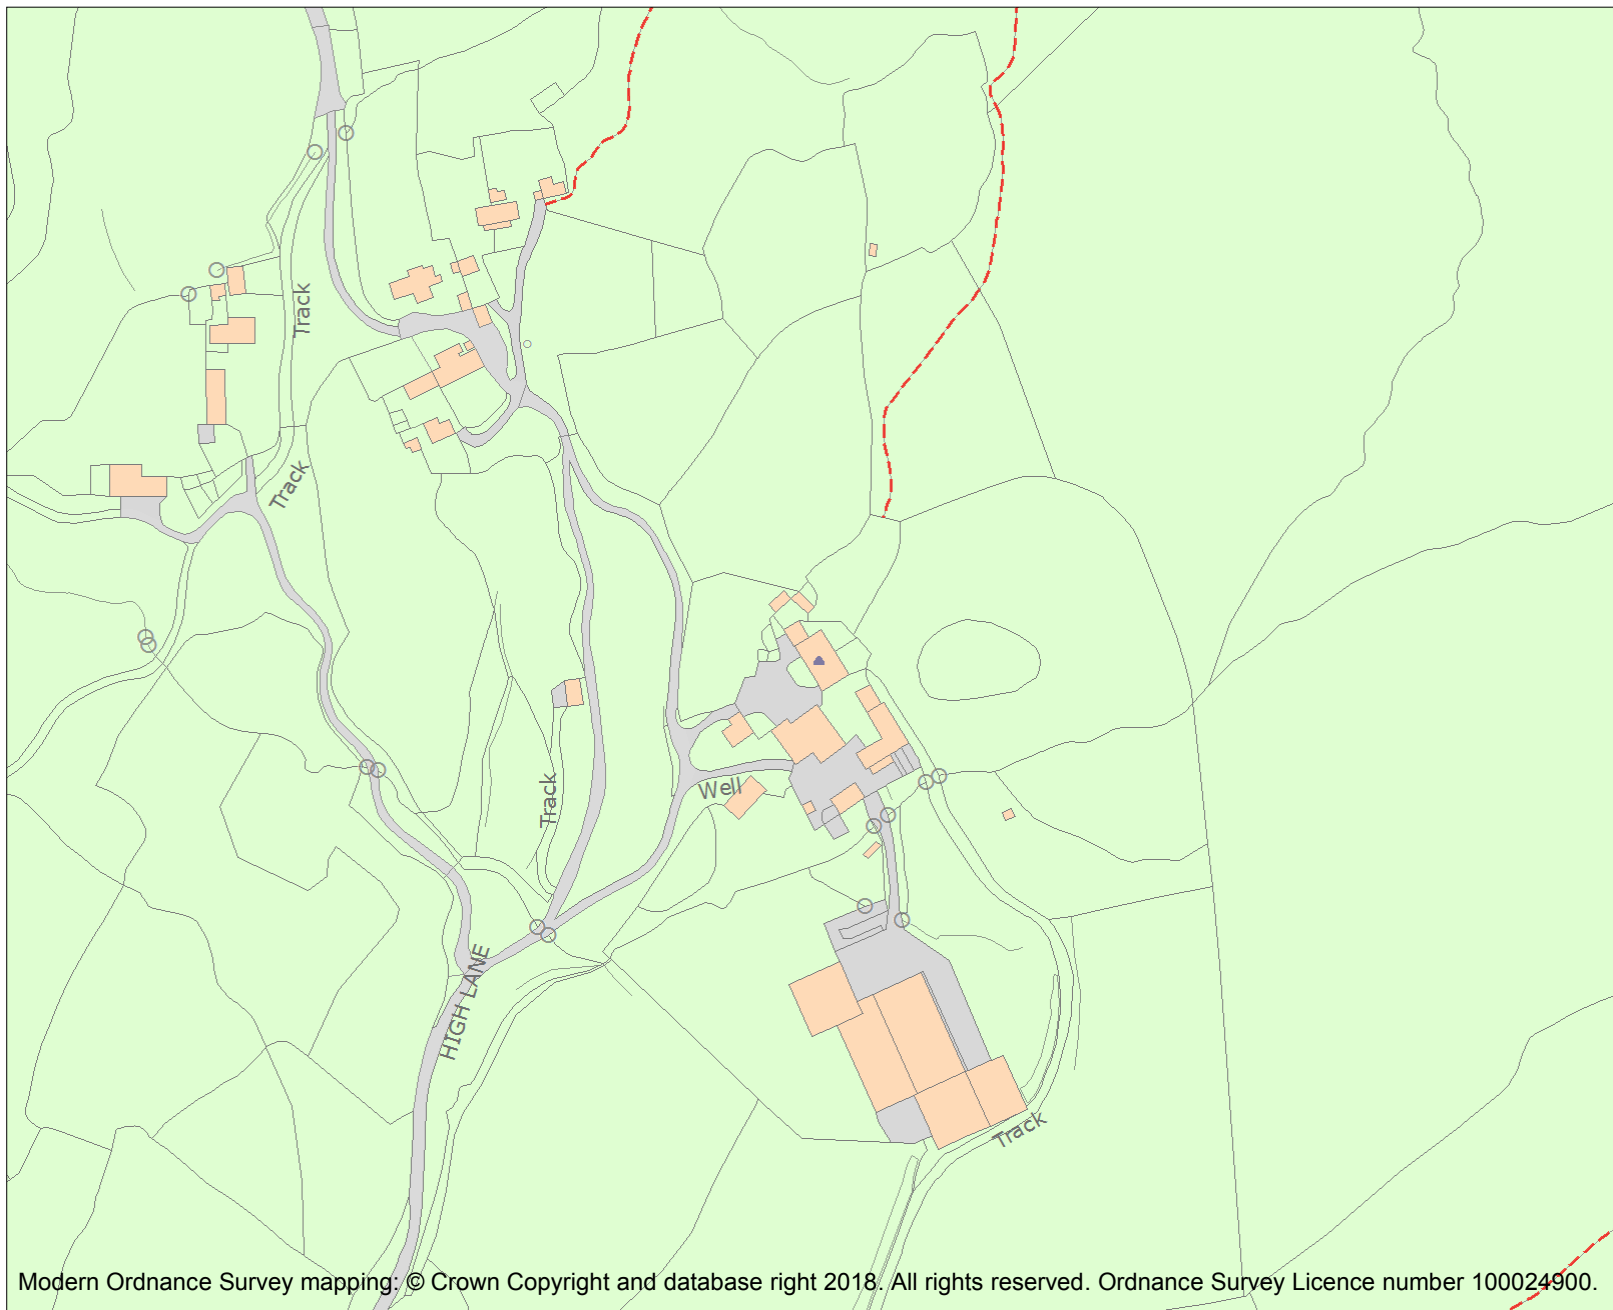 Track
Track
Track
Well
HIGH LANE
Track
Modern Ordnance Survey mapping: © Crown Copyright and database right 2018. All rights reserved. Ordnance Survey Licence number 100024900.